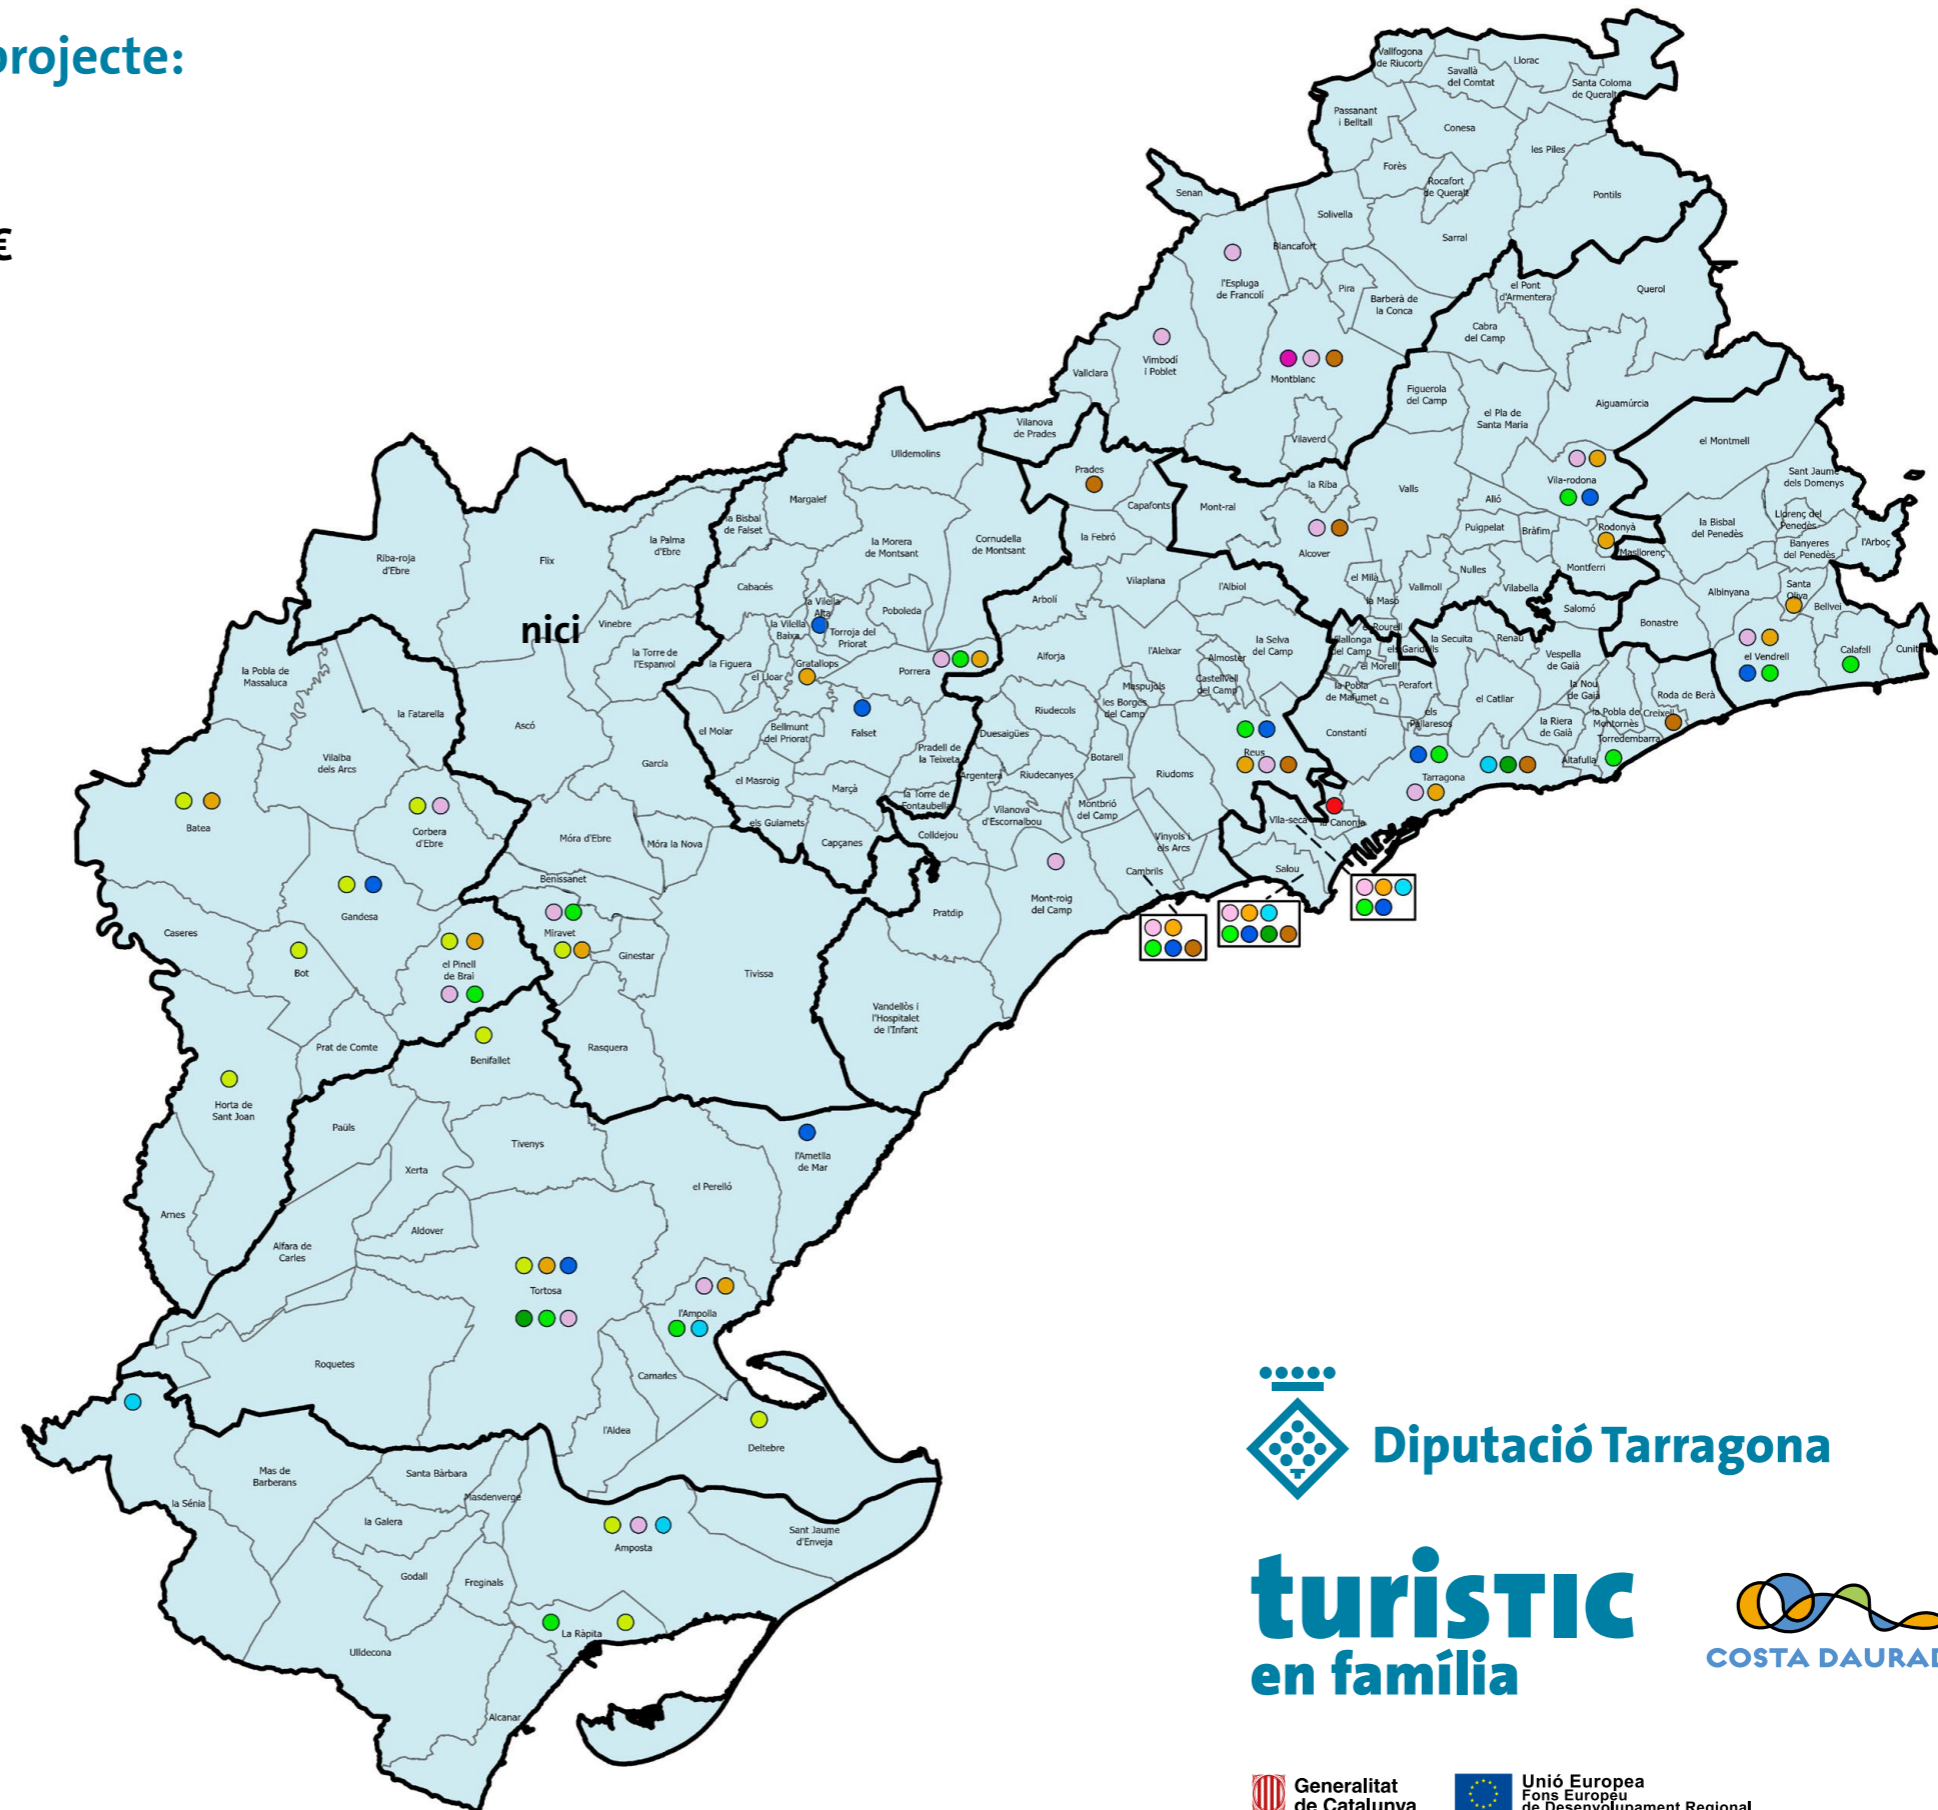 projecte:
€
nici
Vallfogona
de Riucorb
Savallà
del Comtat
Llorac
Santa Coloma
de Queralt
Passanant
i Belltall
Conesa
les Piles
Forès
Rocafort
de Queralt
Pontils
Senan
Solivella
Blancafort
Sarral
l'Espluga
de Francolí
Pira
Barberà de
la Conca
el Pont
d'Armentera
Querol
Cabra
del Camp
Vimbodí
i Poblet
Vallclara
Montblanc
Figuerola
del Camp
el Pla de
Santa Maria
Aiguamúrcia
Vilanova
de Prades
Vilaverd
el Montmell
Ulldemolins
Prades
la Riba
Valls
Vila-rodona
Sant Jaume
dels Domenys
Margalef
Capafonts
Mont-ral
Alió
la Bisbal
de Falset
la Morera
de Montsant
Cornudella
de Montsant
la Febró
Alcover
Puigpelat
Bràfim
Rodonyà
Masllorenç
la Bisbal
del Penedès
Llorenç del
Penedès
Banyeres
del Penedès
l'Arboç
Riba-roja
d'Ebre
Flix
la Palma
d'Ebre
Cabacés
Vilaplana
l'Albiol
el Milà
la Masó
Vallmoll
Nulles
Vilabella
Montferri
Albinyana
Santa
Oliva
Bellvei
Arbolí
la Vilella
Alta
Poboleda
la Vilella
Baixa
Torroja del
Priorat
Vinebre
la Torre de
l'Espanyol
la Figuera
el Lloar
Gratallops
Porrera
Alforja
l'Aleixar
Almoster
la Selva
del Camp
Castellvell
del Camp
el Rourell
Vallonga
del Camp
els Garidells
el Morell
la Secuita
Renau
Salomó
Bonastre
Vespella
de Gaià
el Vendrell
Calafell
Cunit
la Pobla de
Massaluca
la Fatarella
Ascó
el Molar
Bellmunt
del Priorat
Falset
Pradell de
la Teixeta
Duesaigües
Riudecols
Maspujols
les Borges
del Camp
la Pobla
de Mafumet
Perafort
els
Pallaresos
el Catllar
la Nou
de Gaià
la Riera
de Gaià
la Pobla de
Montornès
Creixell
Roda de Berà
Torredembarra
Altafulla
Constantí
Reus
Tarragona
Vilalba
dels Arcs
García
el Masroig
Marçà
la Torre de
Fontaubella
Argentera
Riudecanyes
Botarell
Riudoms
Batea
Corbera
d'Ebre
Móra d'Ebre
Móra la Nova
els Guiamets
Capçanes
Colldejou
Vilanova
d'Escornalbou
Montbrió
del Camp
Vinyols i
els Arcs
Vila-seca
la Canonja
Salou
Cambrils
Gandesa
Benissanet
Mont-roig
del Camp
Pratdip
Caseres
Bot
el Pinell
de Brai
Miravet
Ginestar
Tivissa
Vandellòs i
l'Hospitalet
de l'Infant
Prat de Comte
Benifallet
Rasquera
Horta de
Sant Joan
Paüls
Tivenys
l'Ametlla
de Mar
Xerta
el Perelló
Arnes
Aldover
Alfara de
Carles
Tortosa
l'Ampolla
Roquetes
Camarles
l'Aldea
Deltebre
Mas de
Barberans
Santa Bàrbara
Masdenverge
la Sénia
la Galera
Amposta
Sant Jaume
d'Enveja
Godall
Freginals
La Ràpita
Ulldecona
Alcanar
Diputació Tarragona
turisTIC
en família
COSTA DAURAD
Generalitat
de Catalunya
Unió Europea
Fons Europeu
de Desenvolupament Regional